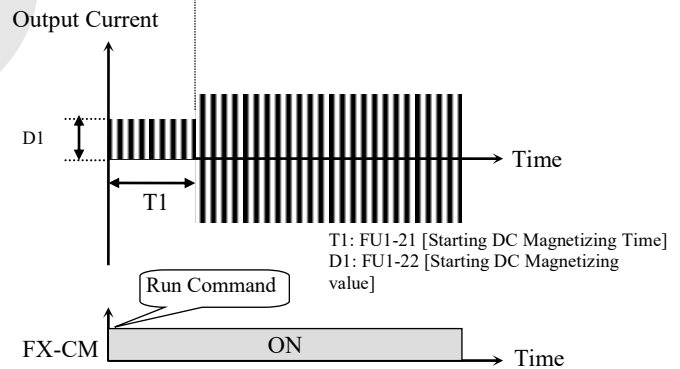 Output Current
D1
Time
T1
T1: FU1-21 [Starting DC Magnetizing Time]
D1: FU1-22 [Starting DC Magnetizing
value]
Run Command
FX-CM
ON
Time